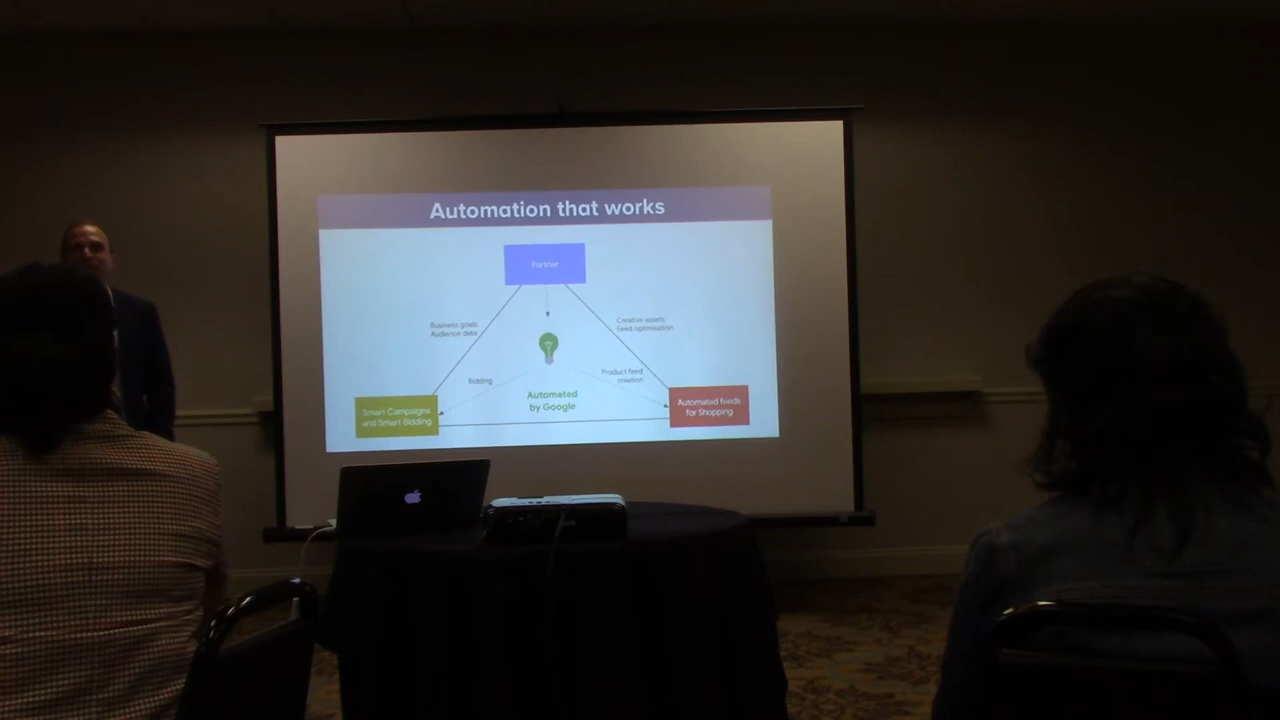 Automation that works
Partner
Business goals
Audience data
Creative assets
Feed optimisation
Bidding
Product feed
creation
Automated
by Google
Smart Campaigns
and Smart Bidding
Automated feeds
for Shopping